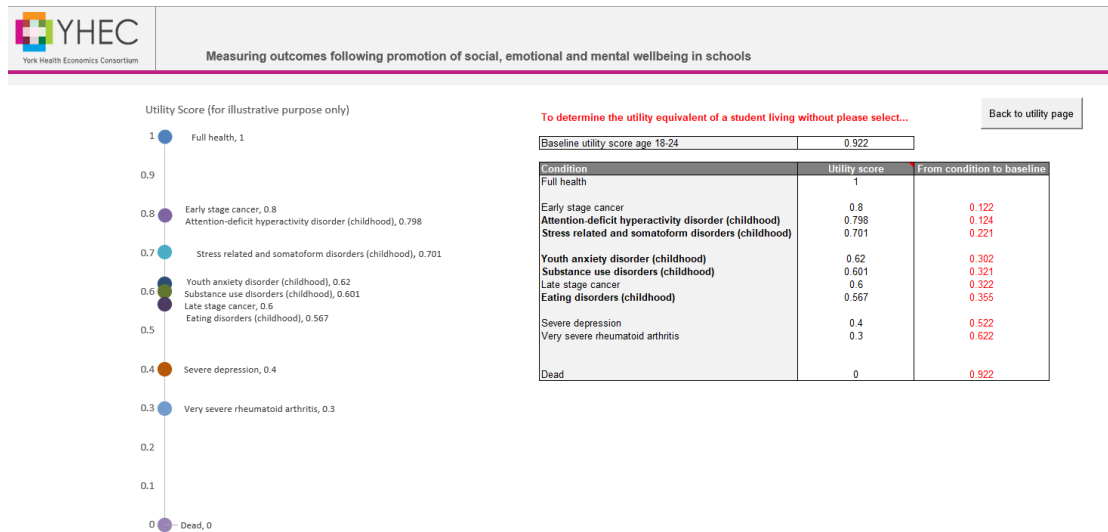 YHEC
York Health Economics Consortium
Measuring outcomes following promotion of social, emotional and mental wellbeing in schools
Utility Score (for illustrative purpose only)
1
Full health, 1
0.9
0.8
Early stage cancer, 0.8
Attention-deficit hyperactivity disorder (childhood), 0.798
0.7
Stress related and somatoform disorders (childhood), 0.701
Youth anxiety disorder (childhood), 0.62
0.6
Substance use disorders (childhood), 0.601
Late stage cancer, 0.6
Eating disorders (childhood), 0.567
0.5
0.4
Severe depression, 0.4
0.3
Very severe rheumatoid arthritis, 0.3
0.2
0.1
0
Dead, 0
To determine the utility equivalent of a student living without please select...
Back to utility page
Baseline utility score age 18-24 0.922
Condition Utility score From condition to baseline
Full health 1
Early stage cancer 0.8 0.122
Attention-deficit hyperactivity disorder (childhood) 0.798 0.124
Stress related and somatoform disorders (childhood) 0.701 0.221
Youth anxiety disorder (childhood) 0.62 0.302
Substance use disorders (childhood) 0.601 0.321
Late stage cancer 0.6 0.322
Eating disorders (childhood) 0.567 0.355
Severe depression 0.4 0.522
Very severe rheumatoid arthritis 0.3 0.622
Dead 0 0.922